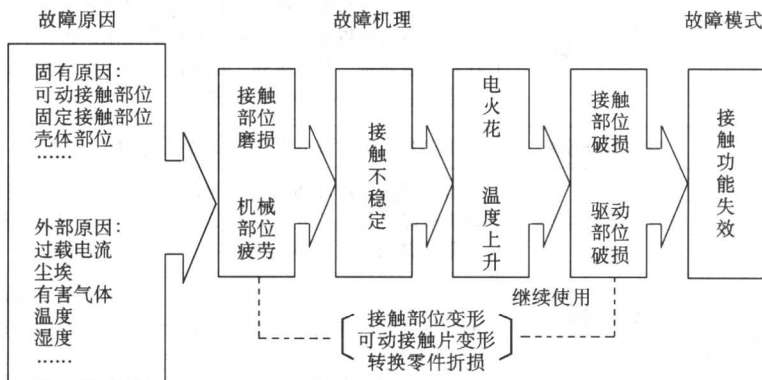 故障原因
故障机理
故障模式
固有原因：
可动接触部位
固定接触部位
壳体部位
……
外部原因：
过载电流
尘埃
有害气体
温度
湿度
……
接触
部位
磨损
机械
部位
疲劳
接触不稳定
电火花
温度上升
接触
部位
破损
驱动
部位
破损
接触功能失效
继续使用
接触部位变形
可动接触片变形
转换零件折损